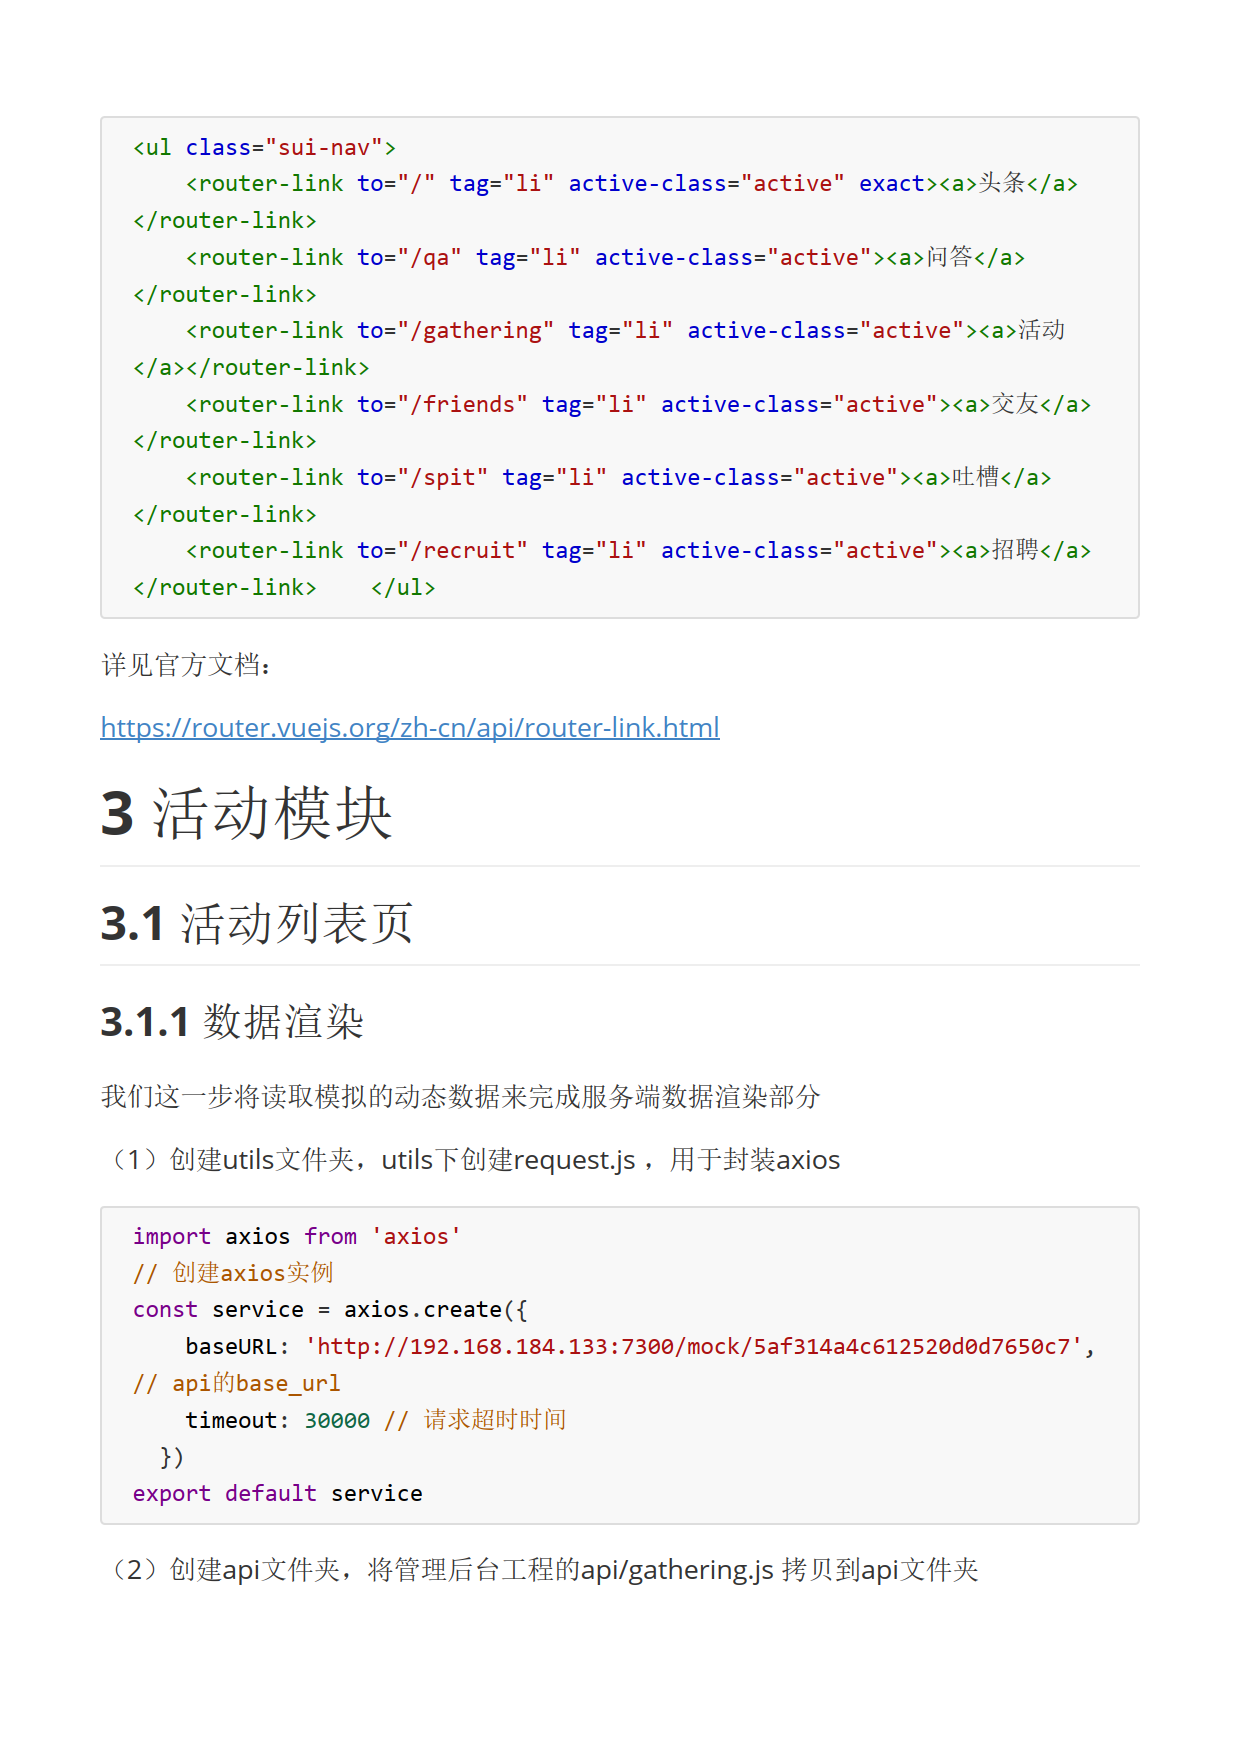 <ul class="sui-nav">
    <router-link to="/" tag="li" active-class="active" exact><a>头条</a>
</router-link>
    <router-link to="/qa" tag="li" active-class="active"><a>问答</a>
</router-link>
    <router-link to="/gathering" tag="li" active-class="active"><a>活动
</a></router-link>
    <router-link to="/friends" tag="li" active-class="active"><a>交友</a>
</router-link>
    <router-link to="/spit" tag="li" active-class="active"><a>吐槽</a>
</router-link>
    <router-link to="/recruit" tag="li" active-class="active"><a>招聘</a>
</router-link>    </ul>
详见官方文档：
https://router.vuejs.org/zh-cn/api/router-link.html
3 活动模块
3.1 活动列表页
3.1.1 数据渲染
我们这一步将读取模拟的动态数据来完成服务端数据渲染部分
（1）创建utils文件夹，utils下创建request.js ，用于封装axios
import axios from 'axios'
// 创建axios实例
const service = axios.create({
    baseURL: 'http://192.168.184.133:7300/mock/5af314a4c612520d0d7650c7',
// api的base_url
    timeout: 30000 // 请求超时时间
  })
export default service
（2）创建api文件夹，将管理后台工程的api/gathering.js 拷贝到api文件夹